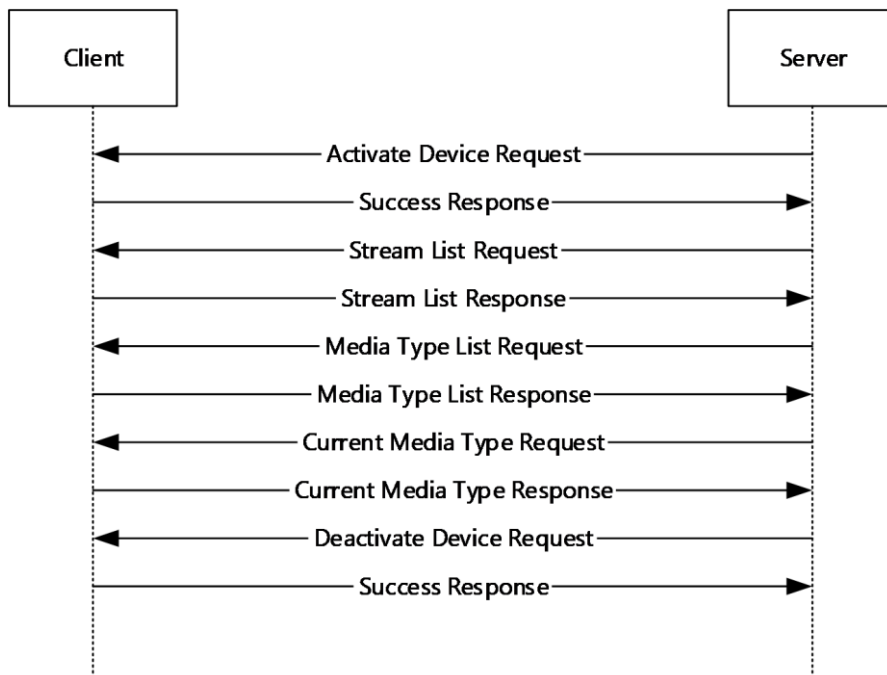 Client
Server
Activate Device Request
Success Response
Stream List Request
Stream List Response
Media Type List Request
Media Type List Response
Current Media Type Request
Current Media Type Response
Deactivate Device Request
Success Response